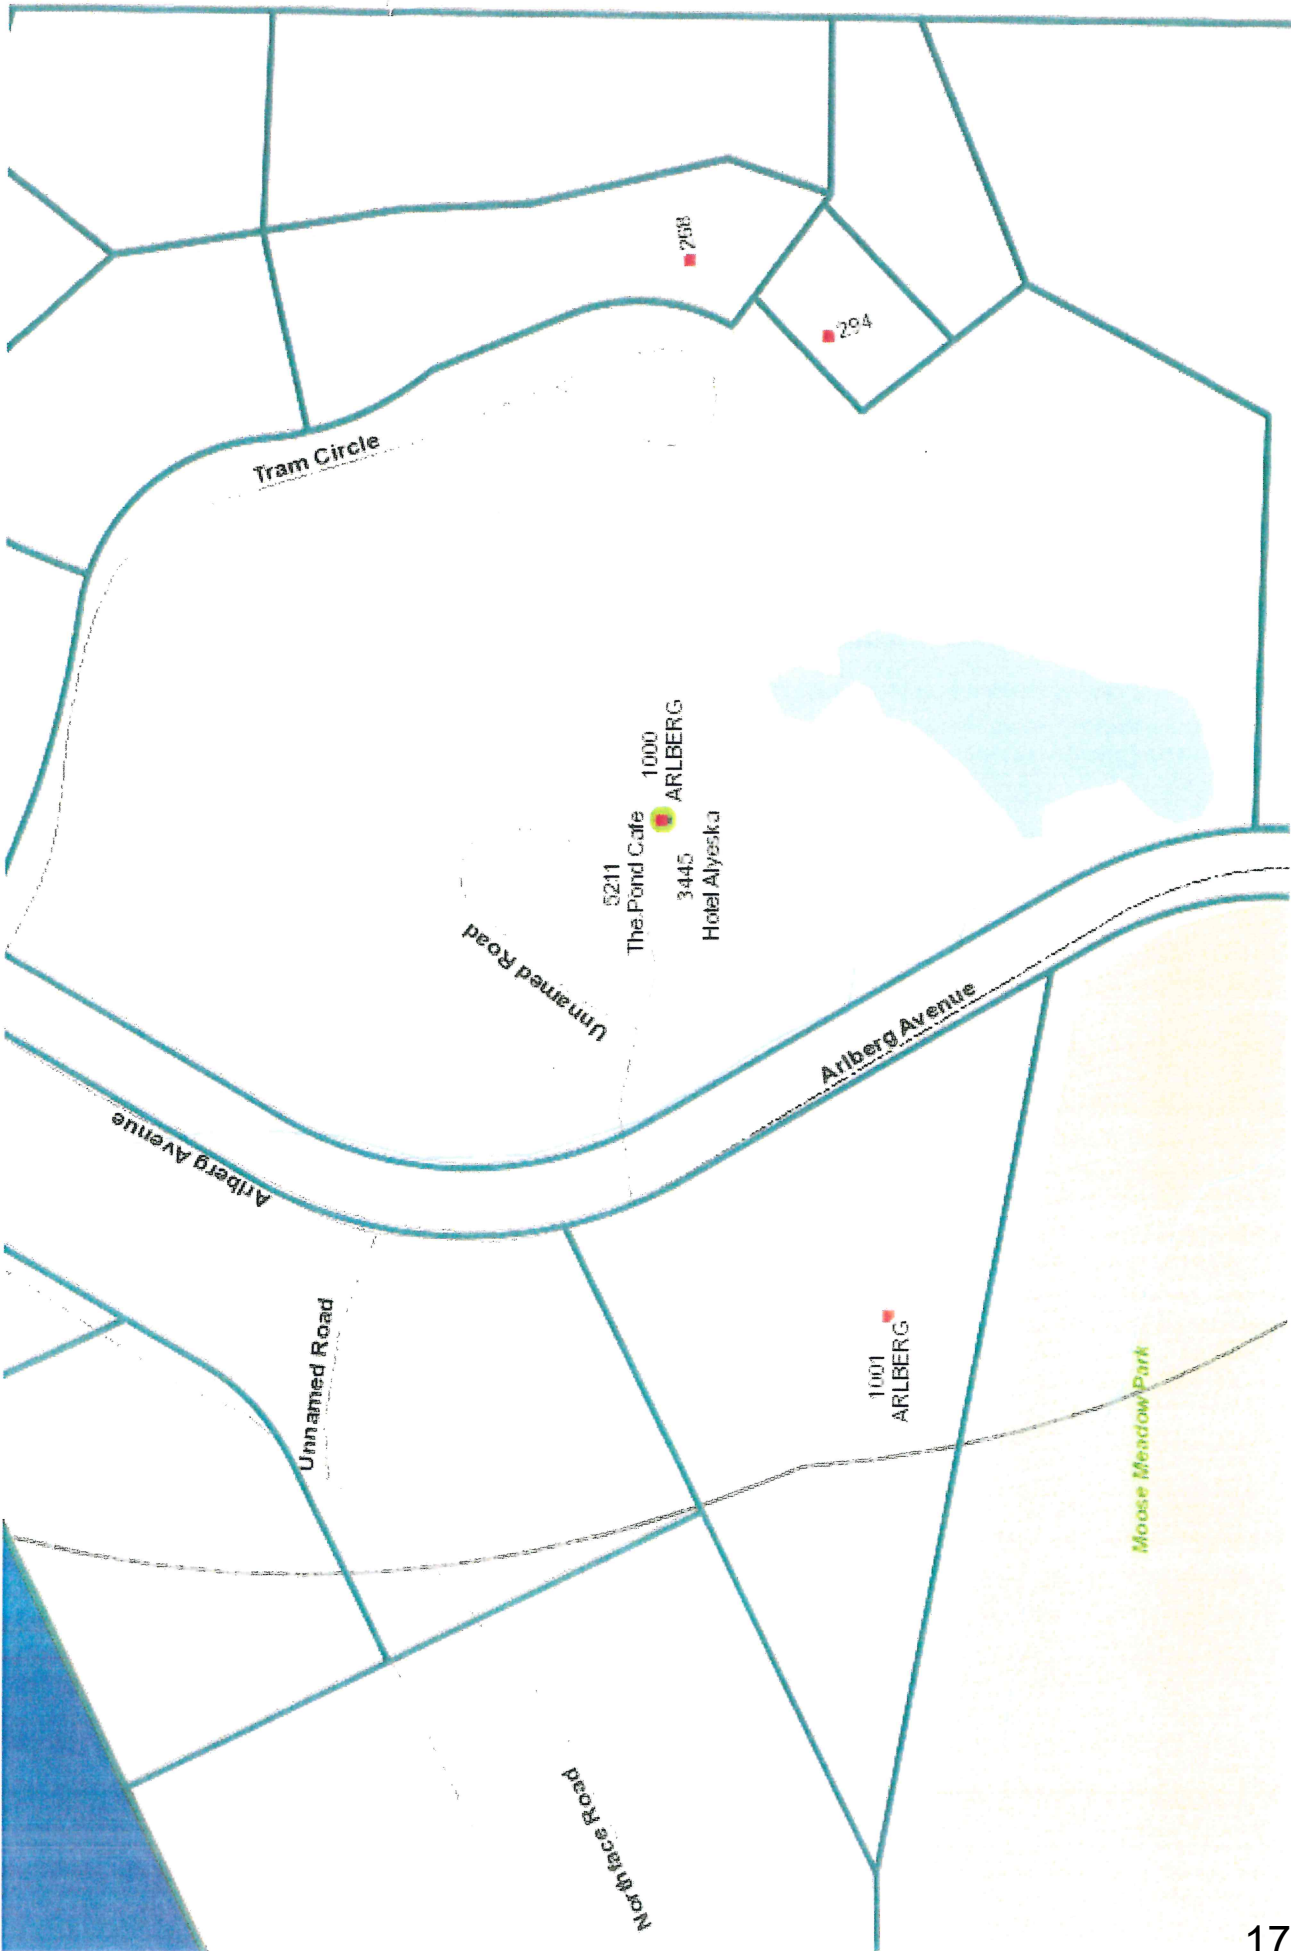 268
294
Tram Circle
1000
ARLBERG
5211
The Pond Cafe
3445
Hotel Alyeska
Unnamed Road
Arlberg Avenue
Arlberg Avenue
Unnamed Road
1001
ARLBERG
Moose Meadow Park
Northface Road
17